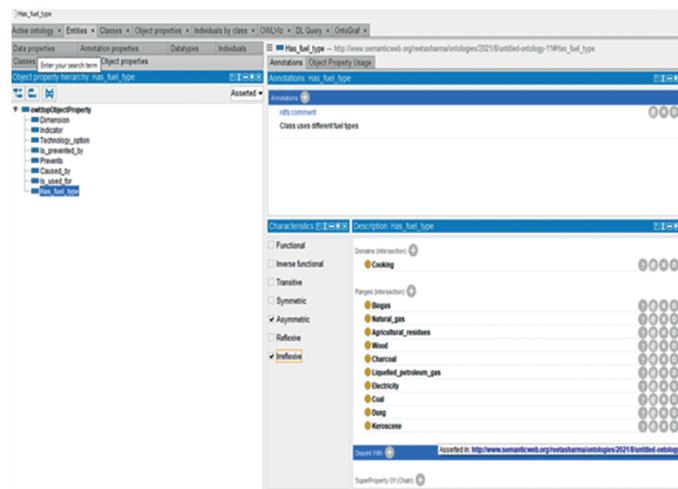 Has_fuel_type
Active ontology × Entities × Classes × Object properties × Individuals by class × OWLViz × DL Query × OntoGraf ×
Data properties Annotation properties Datatypes Individuals
Classes Enter your search term Object properties
Object property hierarchy: Has_fuel_type
Asserted
owl:topObjectProperty
Dimension
Indicator
Technology_option
Is_prevented_by
Prevents
Caused_by
Is_used_for
Has_fuel_type
Has_fuel_type — http://www.semanticweb.org/reetasharma/ontologies/2021/8/untitled-ontology-11#Has_fuel_type
Annotations Object Property Usage
Annotations: Has_fuel_type
Annotations
rdfs:comment
Class uses different fuel types
Characteristics
Functional
Inverse functional
Transitive
Symmetric
Asymmetric
Reflexive
Irreflexive
Description: Has_fuel_type
Domains (intersection)
Cooking
Ranges (intersection)
Biogas
Natural_gas
Agricultural_residues
Wood
Charcoal
Liquefied_petroleum_gas
Electricity
Coal
Dung
Keroscene
Disjoint With
Asserted in: http://www.semanticweb.org/reetasharma/ontologies/2021/8/untitled-ontology
SuperProperty Of (Chain)